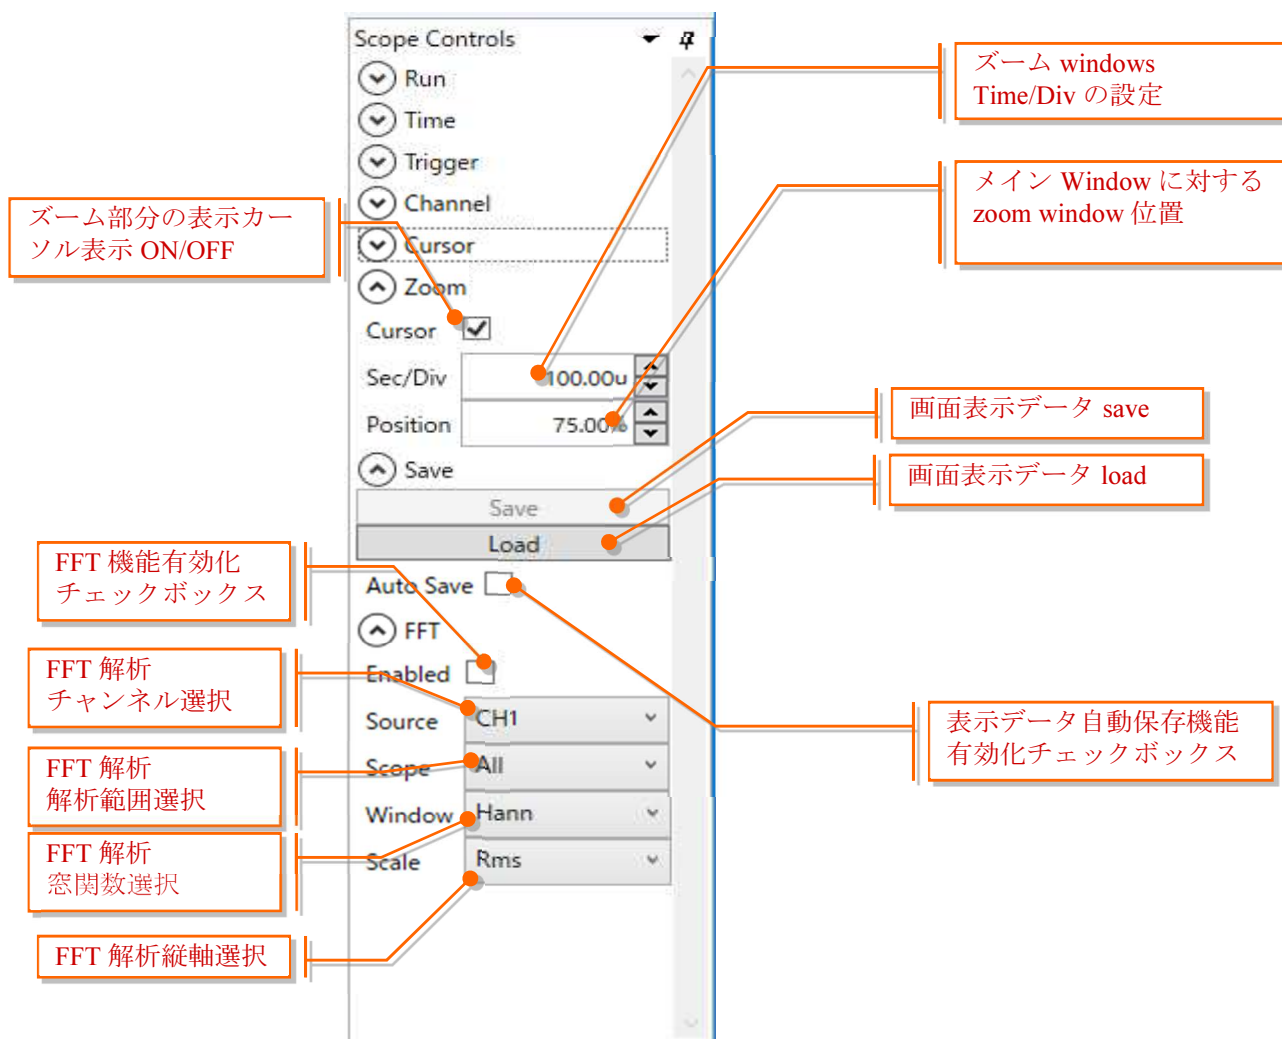 Scope Controls
Run
Time
Trigger
Channel
Cursor
Zoom
Cursor
Sec/Div 100.00u
Position 75.00%
Save
Save
Load
Auto Save
FFT
Enabled
Source CH1
Scope All
Window Hann
Scale Rms
ズーム部分の表示カー
ソル表示 ON/OFF
FFT 機能有効化
チェックボックス
FFT 解析
チャンネル選択
FFT 解析
解析範囲選択
FFT 解析
窓関数選択
FFT 解析縦軸選択
ズーム windows
Time/Div の設定
メイン Window に対する
zoom window 位置
画面表示データ save
画面表示データ load
表示データ自動保存機能
有効化チェックボックス